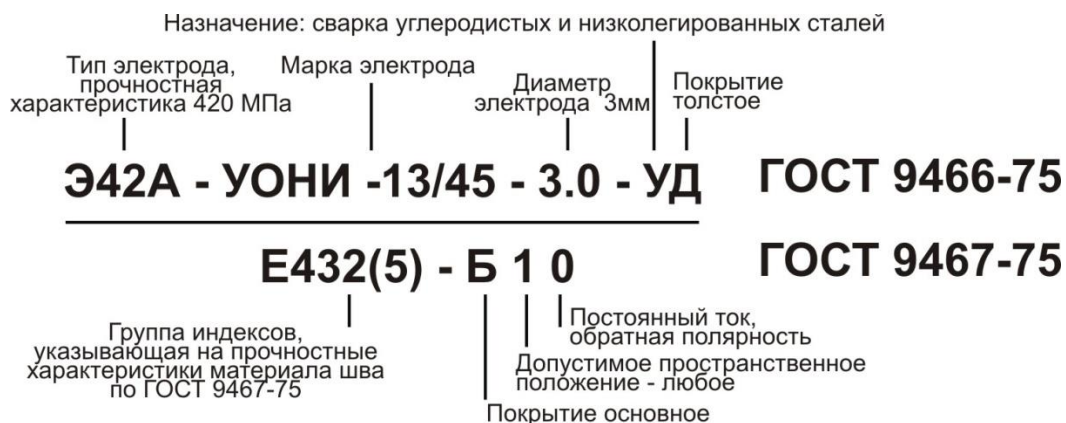 Назначение: сварка углеродистых и низколегированных сталей
Тип электрода,
прочностная
характеристика 420 МПа
Марка электрода
Диаметр
электрода 3мм
Покрытие
толстое
Э42А - УОНИ -13/45 - 3.0 - УД
ГОСТ 9466-75
Е432(5) - Б 1 0
ГОСТ 9467-75
Группа индексов,
указывающая на прочностные
характеристики материала шва
по ГОСТ 9467-75
Постоянный ток,
обратная полярность
Допустимое пространственное
положение - любое
Покрытие основное